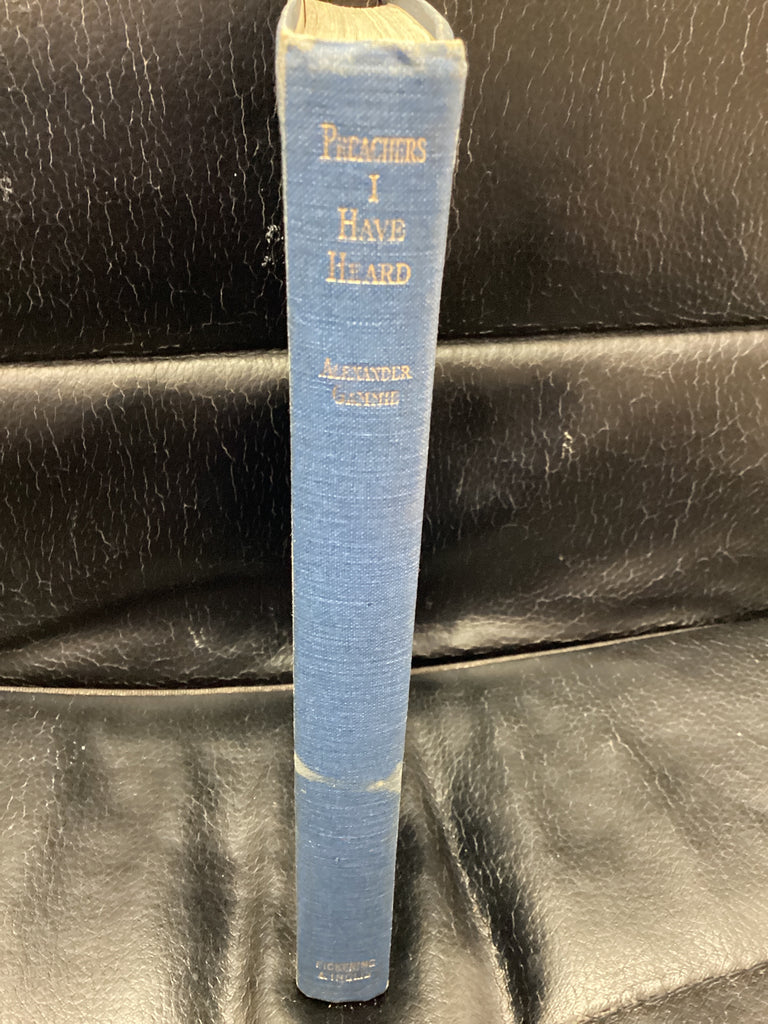 PREACHERS
I
HAVE
HEARD
ALEXANDER
GAMMIE
PICKERING
& INGLIS